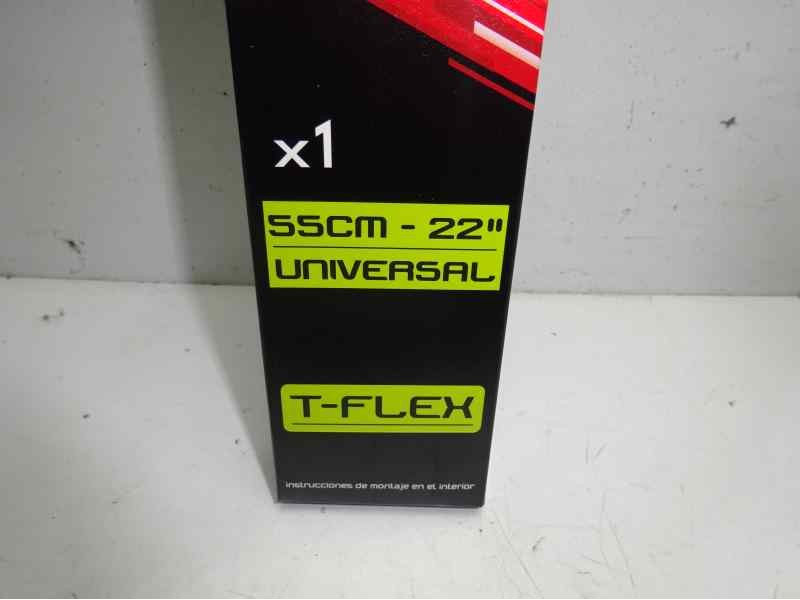 x1
55CM - 22"
UNIVERSAL
T-FLEX
instrucciones de montaje en el interior